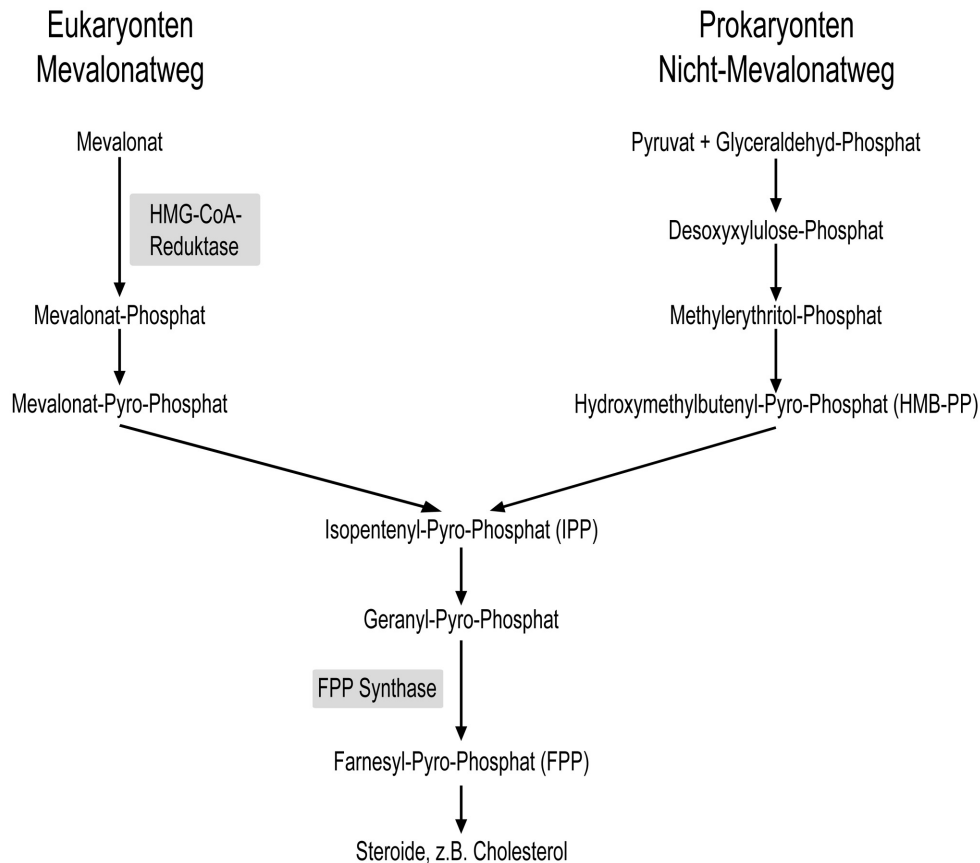 Eukaryonten
Mevalonatweg
Mevalonat
HMG-CoA-
Reduktase
Mevalonat-Phosphat
Mevalonat-Pyro-Phosphat
Prokaryonten
Nicht-Mevalonatweg
Pyruvat + Glyceraldehyd-Phosphat
Desoxyxylulose-Phosphat
Methylerythritol-Phosphat
Hydroxymethylbutenyl-Pyro-Phosphat (HMB-PP)
Isopentenyl-Pyro-Phosphat (IPP)
Geranyl-Pyro-Phosphat
FPP Synthase
Farnesyl-Pyro-Phosphat (FPP)
Steroide, z.B. Cholesterol